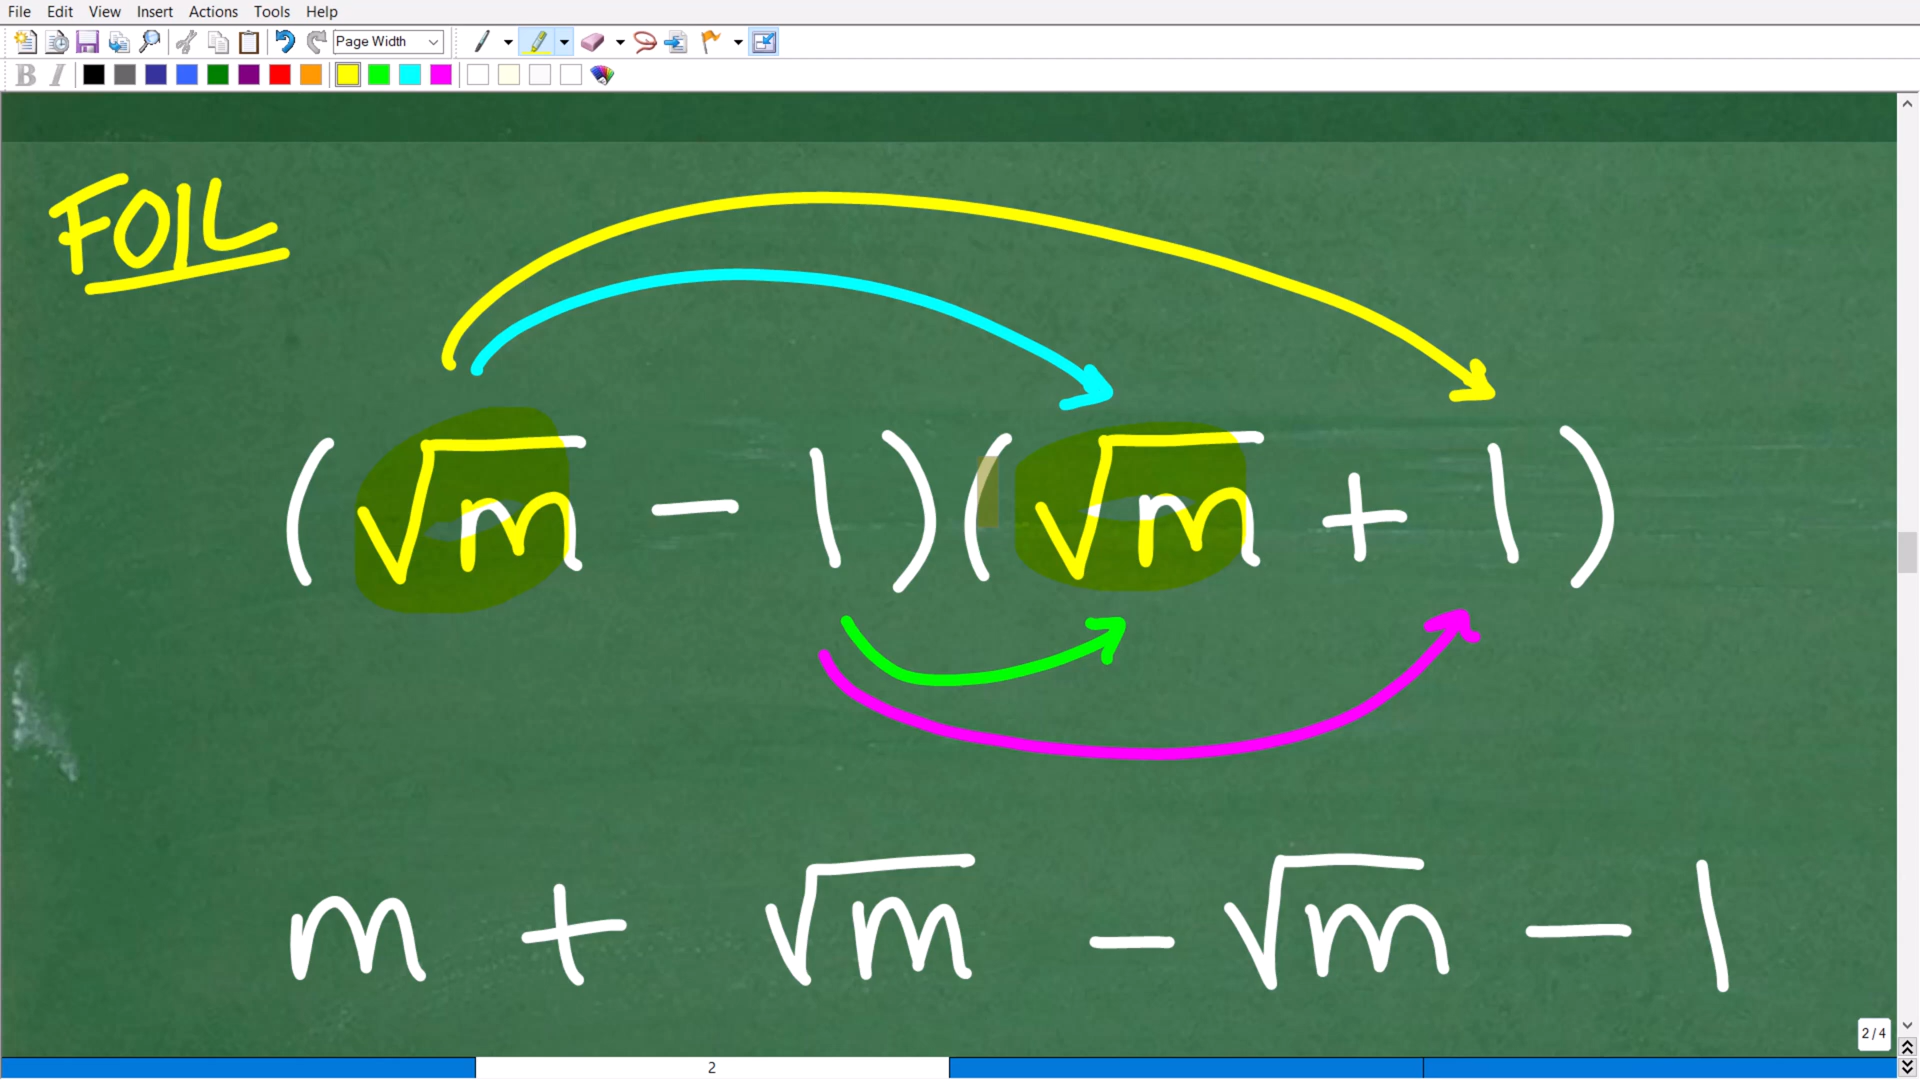 File Edit View Insert Actions Tools Help
Page Width
B I
FOIL
(√m - 1)(√m + 1)
m + √m - √m - 1
2 / 4
2